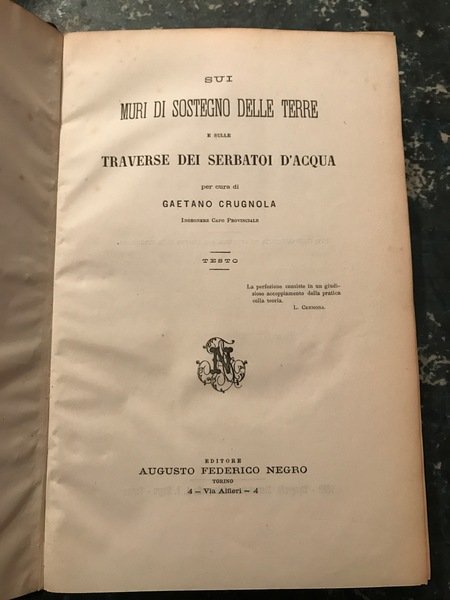 SUI
MURI DI SOSTEGNO DELLE TERRE
E SULLE
TRAVERSE DEI SERBATOI D'ACQUA
per cura di
GAETANO CRUGNOLA
INGEGNERE CAPO PROVINCIALE
TESTO
La perfezione consiste in un giudi-
zioso accoppiamento della pratica
colla teoria.
L. CREMONA.
N
EDITORE
AUGUSTO FEDERICO NEGRO
TORINO
4 — Via Alfieri — 4